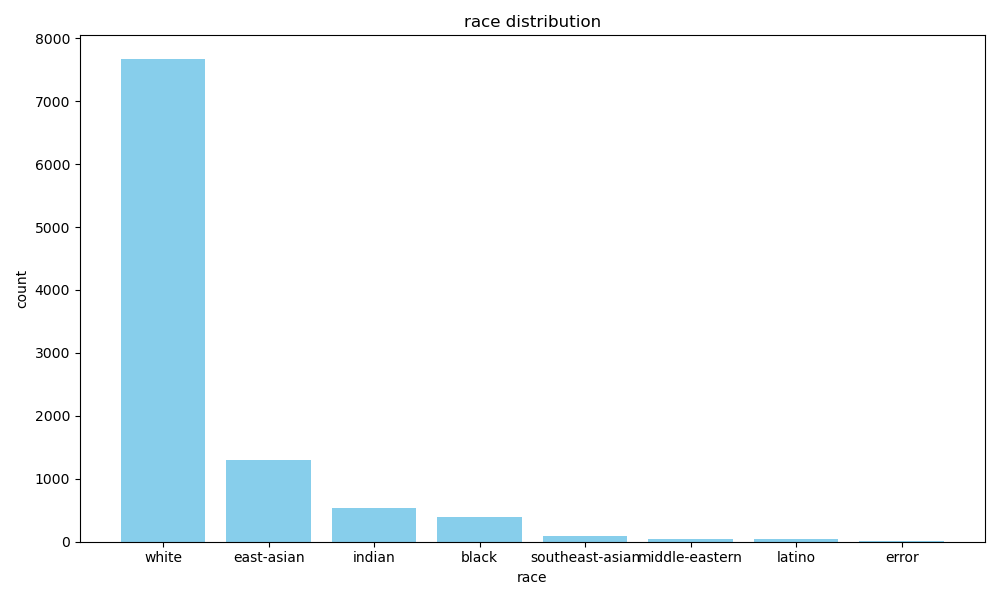 race distribution
8000
7000
6000
5000
4000
3000
2000
1000
0
count
white east-asian indian black southeast-asian middle-eastern latino error
race